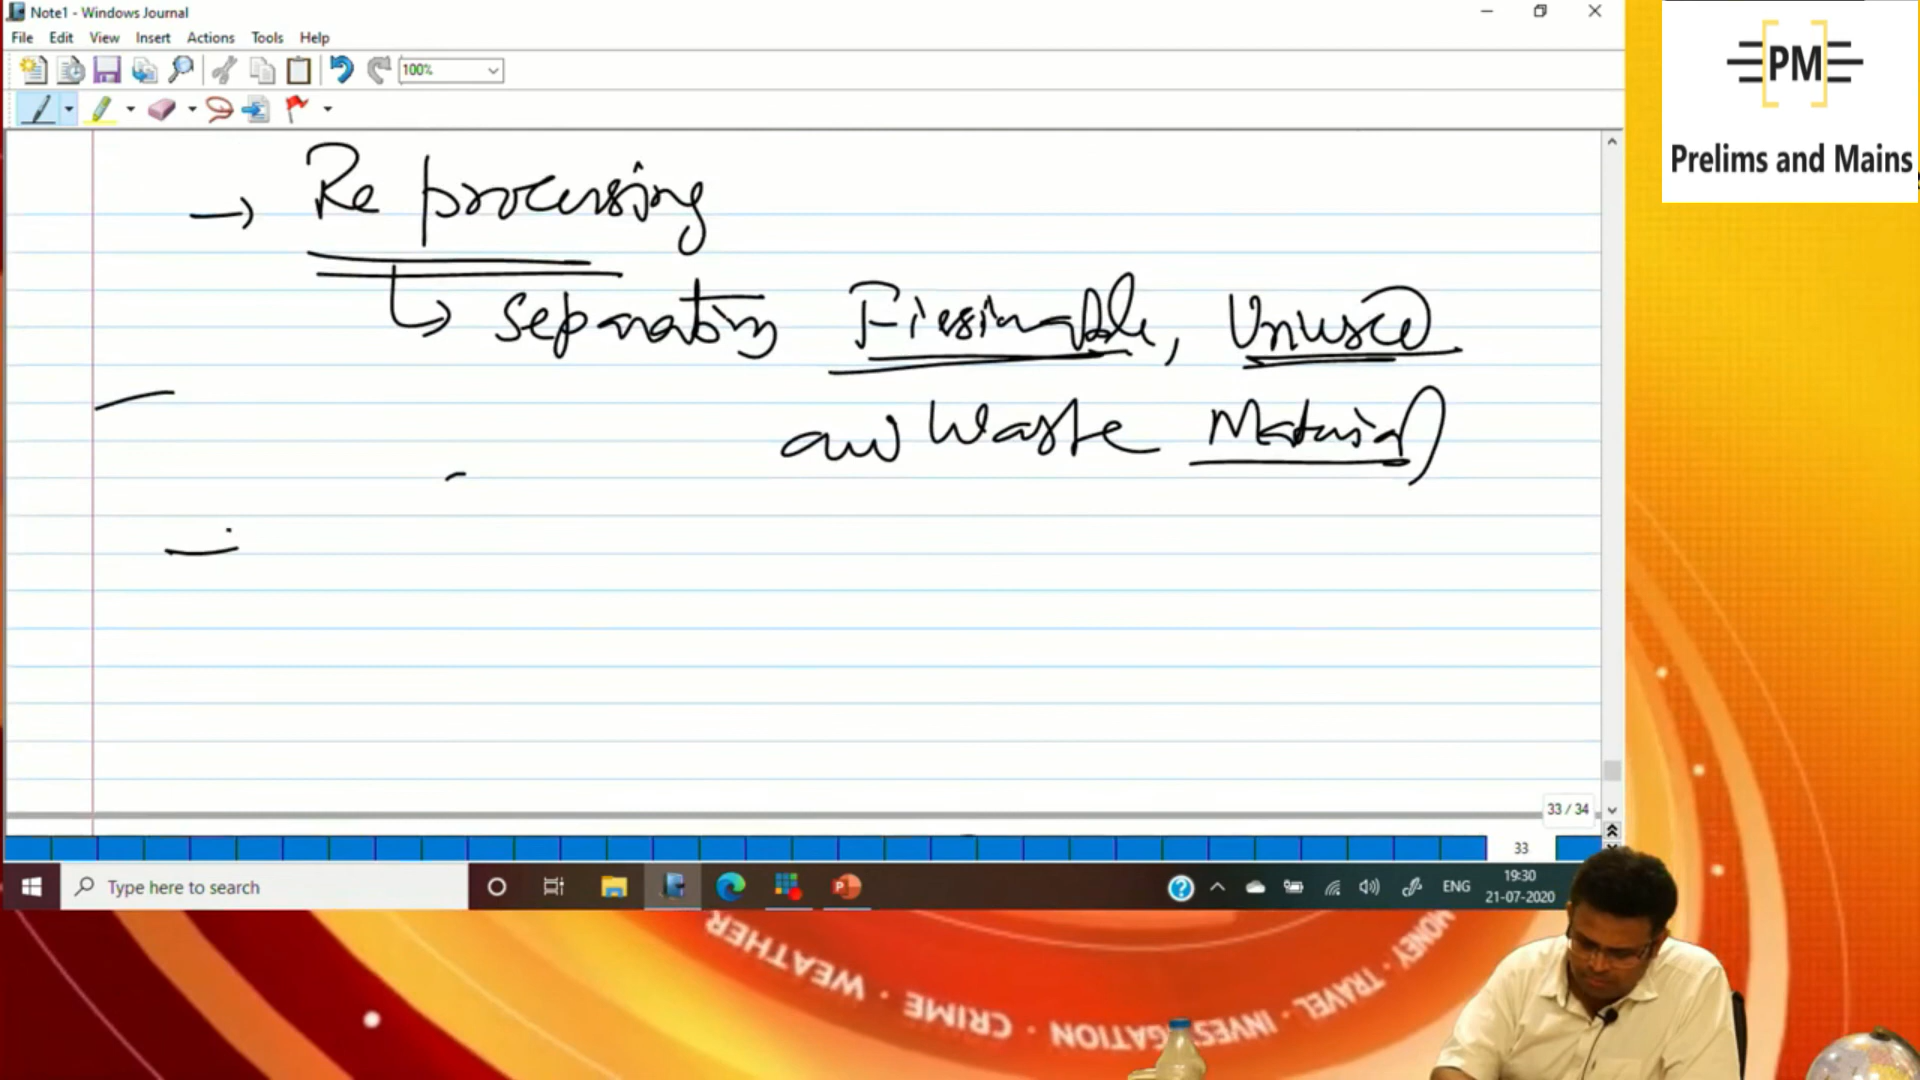 Note1 - Windows Journal
File Edit View Insert Actions Tools Help
100%
PM
Prelims and Mains
→ Re processing
↳ Separating Fissionable, Unused
and Waste Material
33 / 34
33
Type here to search
ENG
19:30
21-07-2020
MONEY · TRAVEL · INVESTIGATION · CRIME · WEATHER